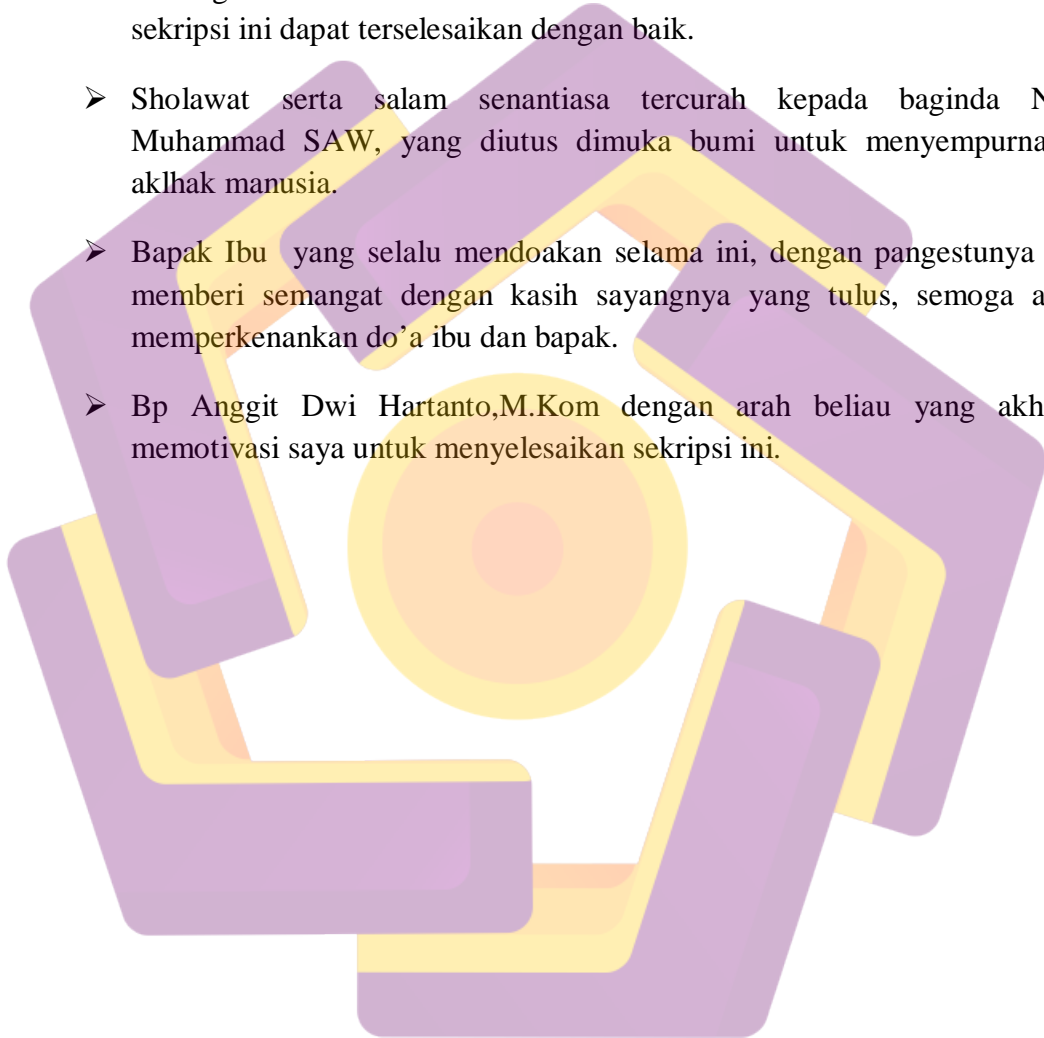 sekripsi ini dapat terselesaikan dengan baik.
➢ Sholawat serta salam senantiasa tercurah kepada baginda
Muhammad SAW, yang diutus dimuka bumi untuk
aklhak manusia.
➢ Bapak Ibu yang selalu mendoakan selama ini, dengan pangestunya
memberi semangat dengan kasih sayangnya yang tulus, semoga
memperkenankan do’a ibu dan bapak.
➢ Bp Anggit Dwi Hartanto,M.Kom dengan arah beliau yang
memotivasi saya untuk menyelesaikan sekripsi ini.